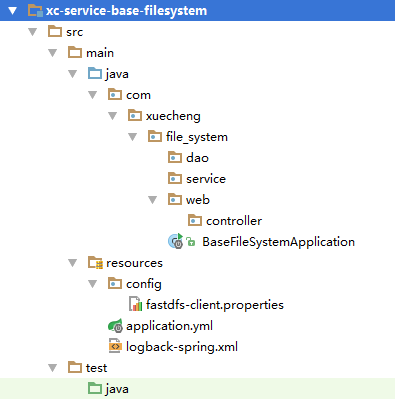 xc-service-base-filesystem
src
main
java
com
xuecheng
file_system
dao
service
web
controller
BaseFileSystemApplication
resources
config
fastdfs-client.properties
application.yml
logback-spring.xml
test
java